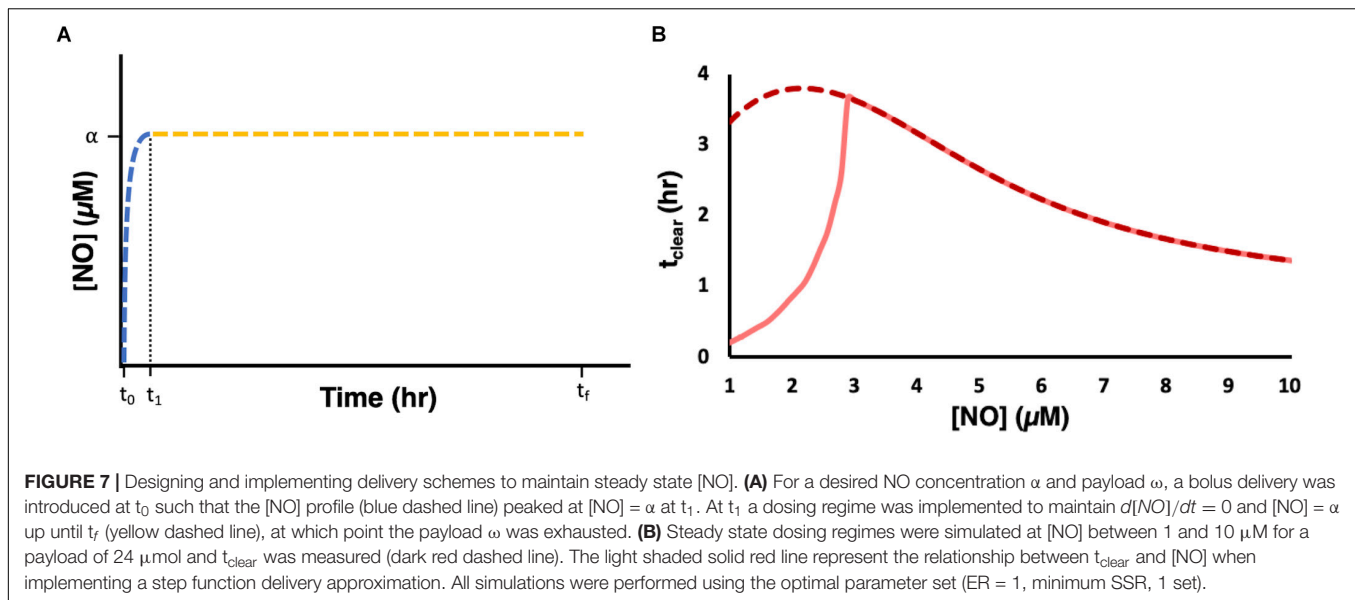 A
[NO] (µM)
α
t0
t1
Time (hr)
tf
B
tclear (hr)
4
3
2
1
0
1 2 3 4 5 6 7 8 9 10
[NO] (µM)
FIGURE 7 | Designing and implementing delivery schemes to maintain steady state [NO]. (A) For a desired NO concentration α and payload ω, a bolus delivery was
introduced at t0 such that the [NO] profile (blue dashed line) peaked at [NO] = α at t1. At t1 a dosing regime was implemented to maintain d[NO]/dt = 0 and [NO] = α
up until tf (yellow dashed line), at which point the payload ω was exhausted. (B) Steady state dosing regimes were simulated at [NO] between 1 and 10 µM for a
payload of 24 µmol and tclear was measured (dark red dashed line). The light shaded solid red line represent the relationship between tclear and [NO] when
implementing a step function delivery approximation. All simulations were performed using the optimal parameter set (ER = 1, minimum SSR, 1 set).